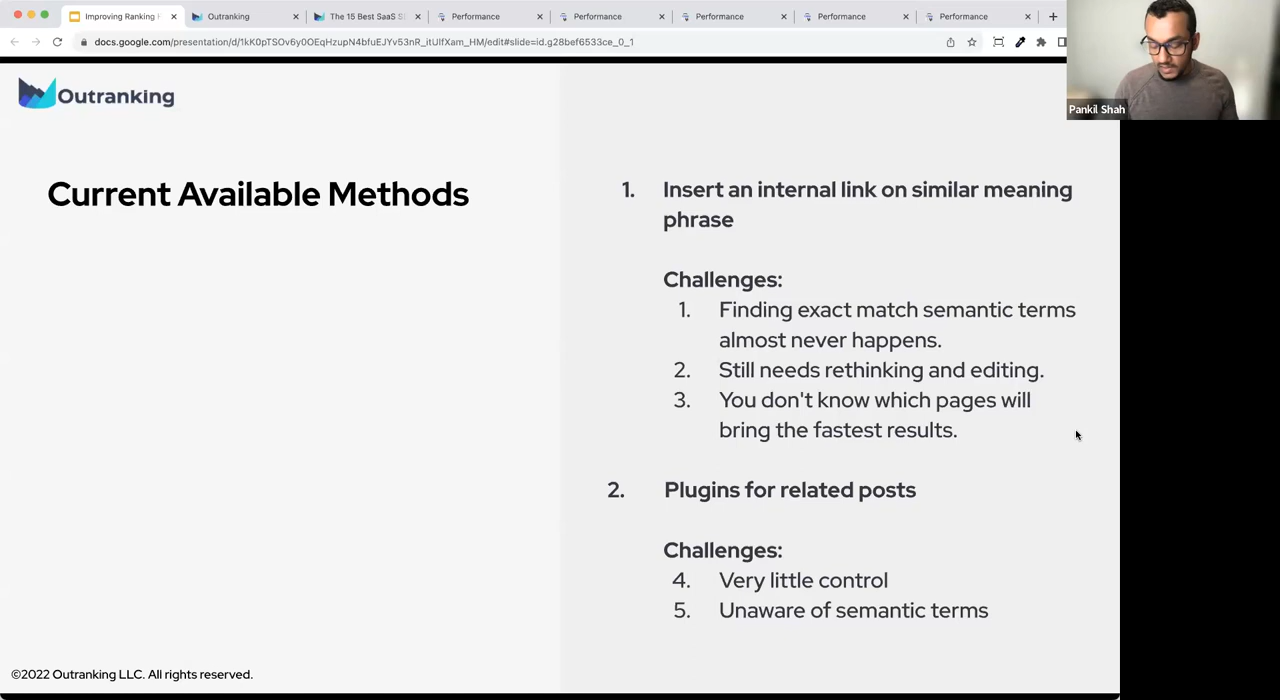 Improving Ranking H
Outranking
The 15 Best SaaS S
Performance
Performance
Performance
Performance
Performance
docs.google.com/presentation/d/1kK0pTSOv6y0OEqHzupN4bfuEJYv53nR_itUlfXam_HM/edit#slide=id.g28bef6533ce_0_1
Pankil Shah
Outranking
Current Available Methods
1. Insert an internal link on similar meaning
phrase
Challenges:
1. Finding exact match semantic terms
almost never happens.
2. Still needs rethinking and editing.
3. You don't know which pages will
bring the fastest results.
2. Plugins for related posts
Challenges:
4. Very little control
5. Unaware of semantic terms
©2022 Outranking LLC. All rights reserved.